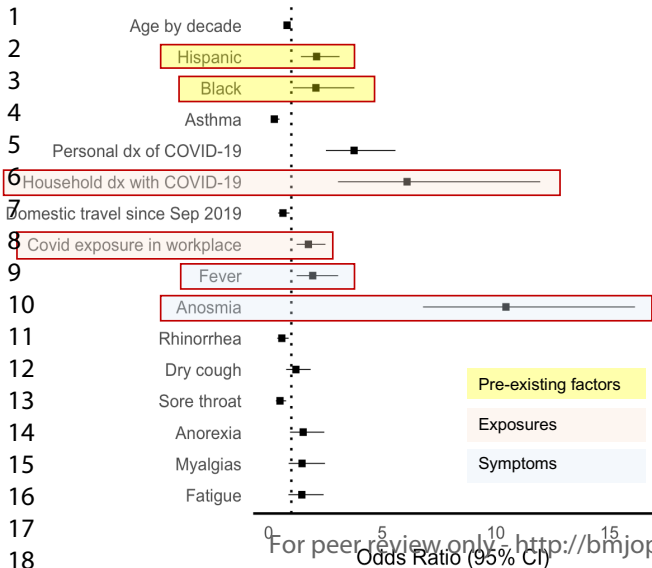 1
Age by decade
2
Hispanic
3
Black
4
Asthma
5
Personal dx of COVID-19
6
Household dx with COVID-19
7
Domestic travel since Sep 2019
8
Covid exposure in workplace
9
Fever
10
Anosmia
11
Rhinorrhea
12
Dry cough
Pre-existing factors
13
Sore throat
Exposures
14
Anorexia
15
Myalgias
Symptoms
16
Fatigue
17
0 5 10 15
For peer review only - http://bmjop
18
Odds Ratio (95% CI)